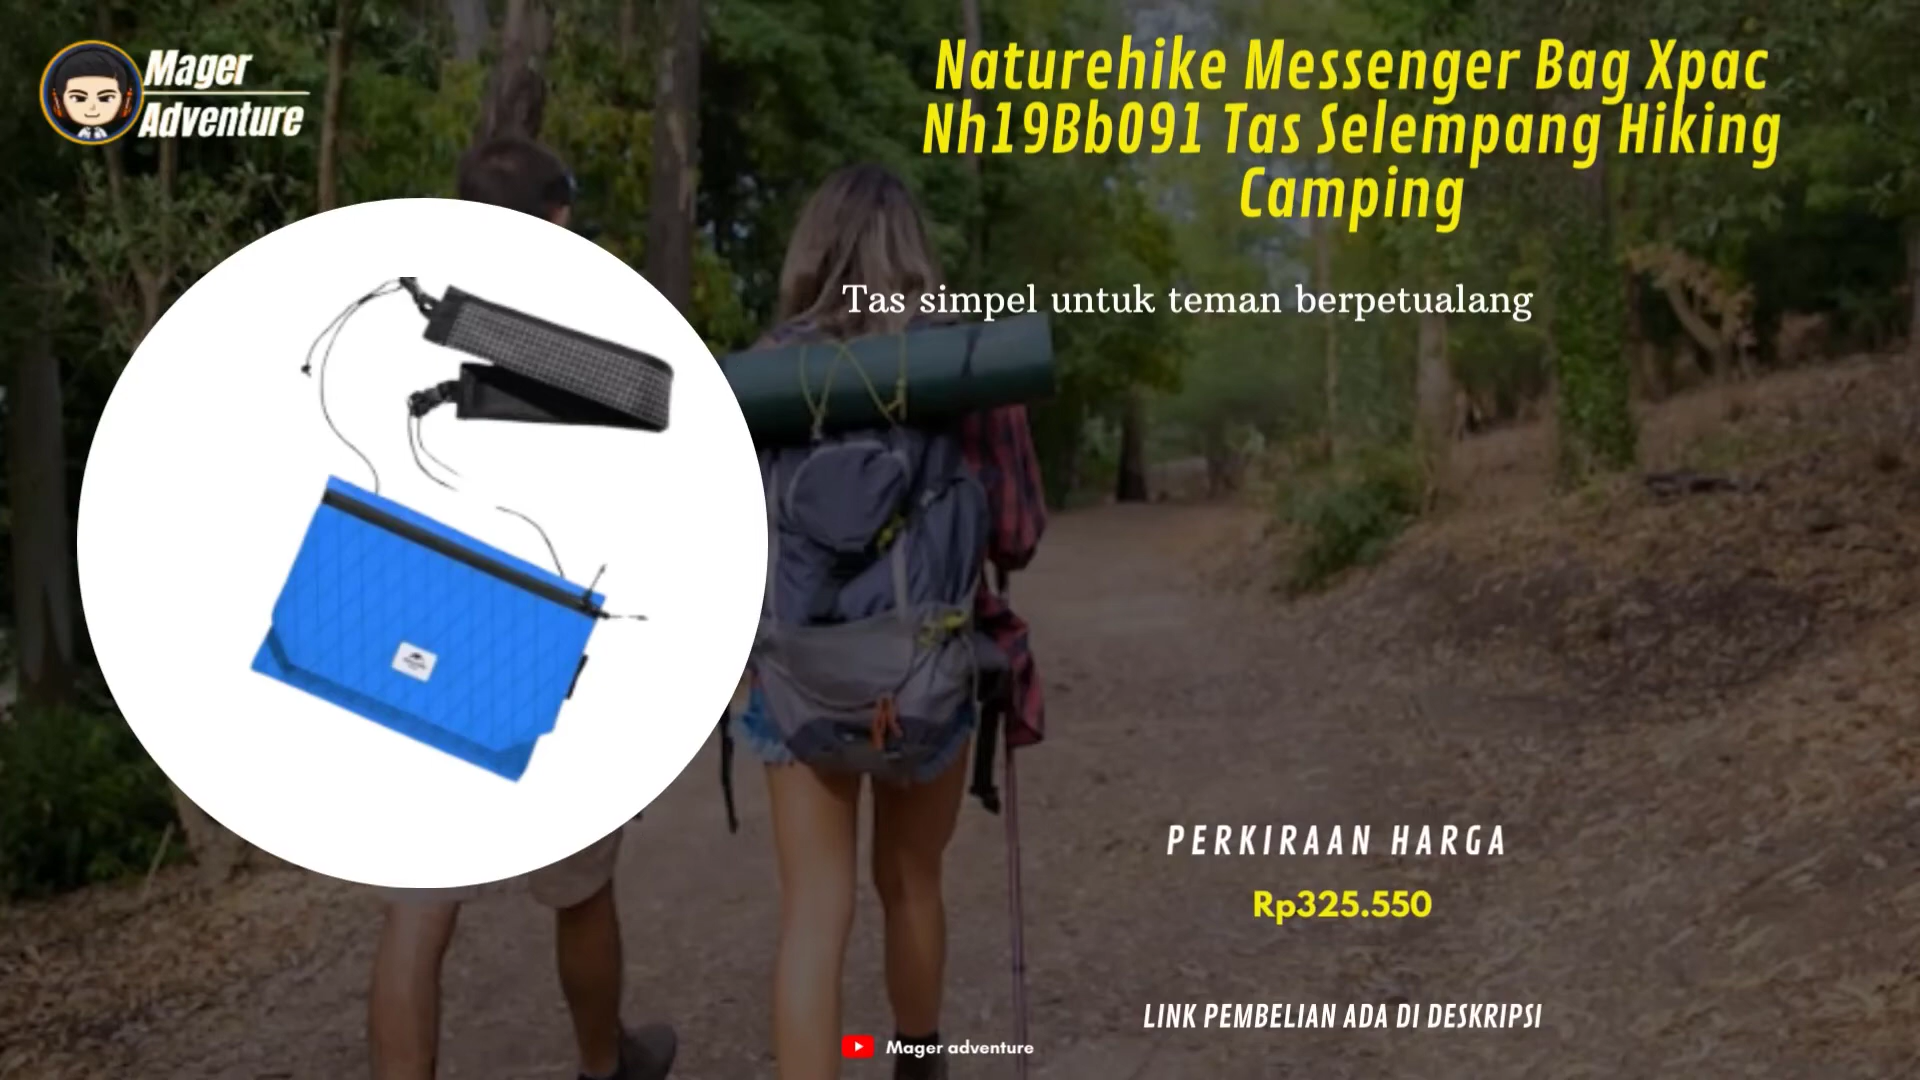 Mager
Adventure
Naturehike Messenger Bag Xpac
Nh19Bb091 Tas Selempang Hiking
Camping
Tas simpel untuk teman berpetualang
PERKIRAAN HARGA
Rp325.550
LINK PEMBELIAN ADA DI DESKRIPSI
Mager adventure